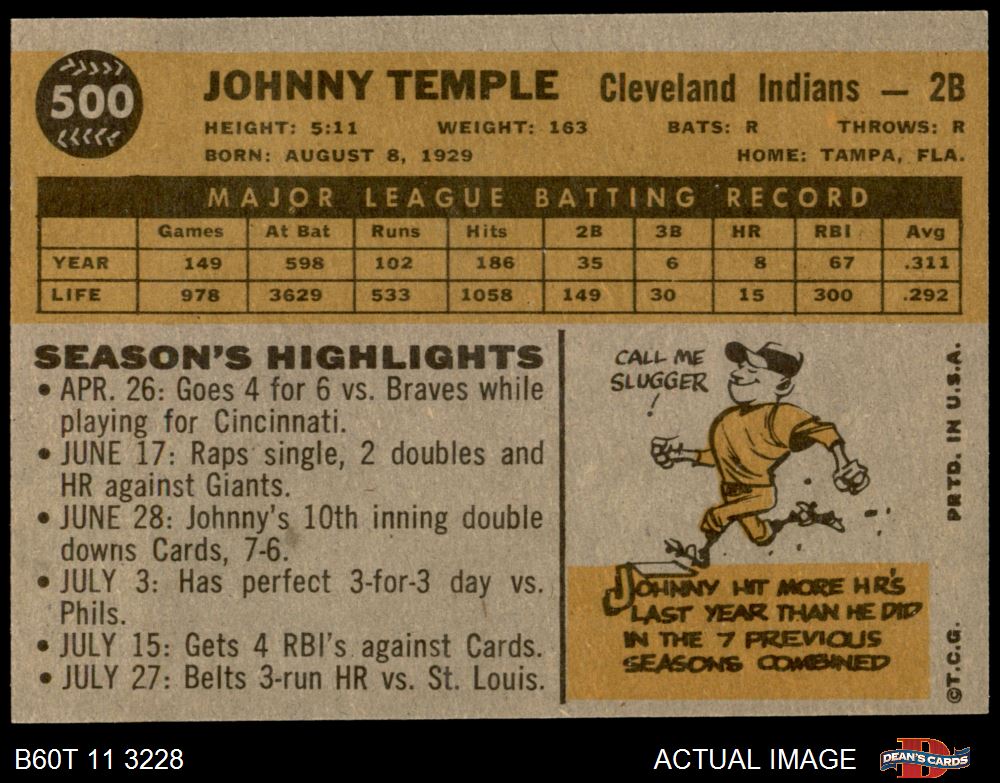 500
JOHNNY TEMPLE Cleveland Indians — 2B
HEIGHT: 5:11 WEIGHT: 163 BATS: R THROWS: R
BORN: AUGUST 8, 1929 HOME: TAMPA, FLA.
MAJOR LEAGUE BATTING RECORD
Games At Bat Runs Hits 2B 3B HR RBI Avg
YEAR 149 598 102 186 35 6 8 67 .311
LIFE 978 3629 533 1058 149 30 15 300 .292
SEASON'S HIGHLIGHTS
• APR. 26: Goes 4 for 6 vs. Braves while
playing for Cincinnati.
• JUNE 17: Raps single, 2 doubles and
HR against Giants.
• JUNE 28: Johnny's 10th inning double
downs Cards, 7-6.
• JULY 3: Has perfect 3-for-3 day vs.
Phils.
• JULY 15: Gets 4 RBI's against Cards.
• JULY 27: Belts 3-run HR vs. St. Louis.
CALL ME
SLUGGER
!
JOHNNY HIT MORE HR'S
LAST YEAR THAN HE DID
IN THE 7 PREVIOUS
SEASONS COMBINED
©T.C.G. PRTD. IN U.S.A.
B60T 11 3228 ACTUAL IMAGE
D
DEAN'S CARDS